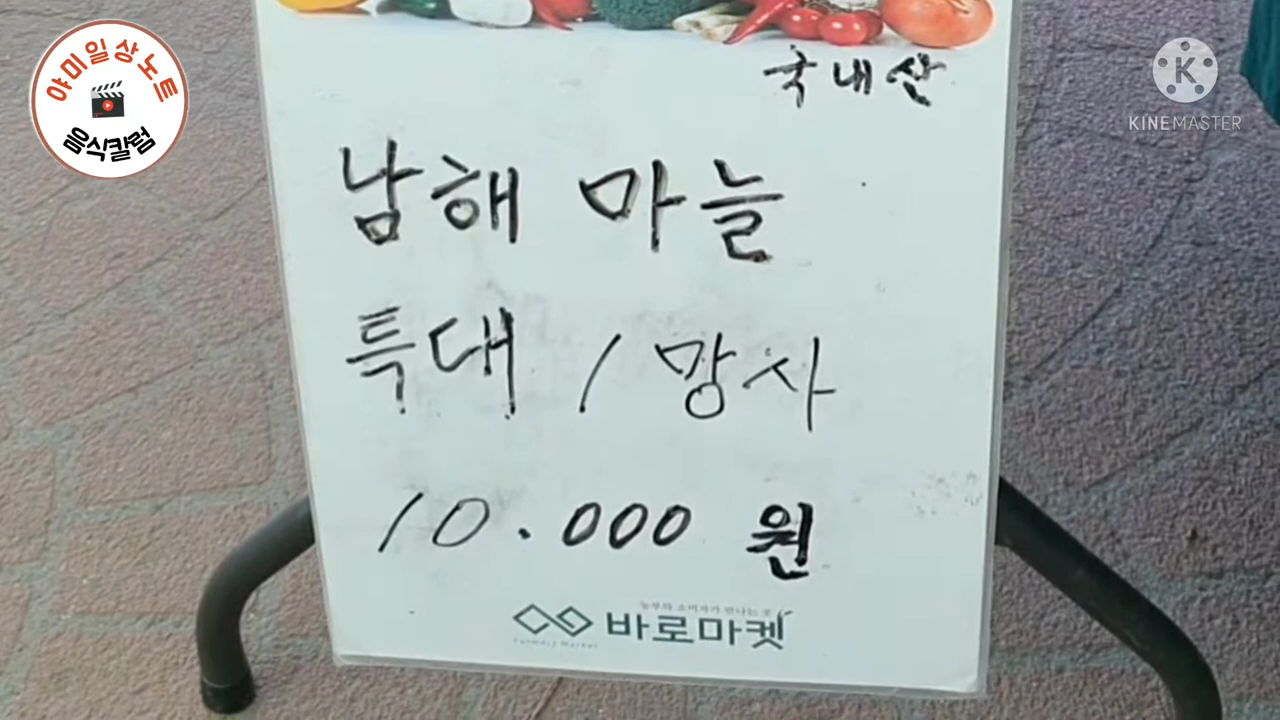 야미일상노트
음식칼럼
KINEMASTER
국내산
남해 마늘
특대 / 망사
10.000 원
농부와 소비자가 만나는 곳
바로마켓
Farmers Market